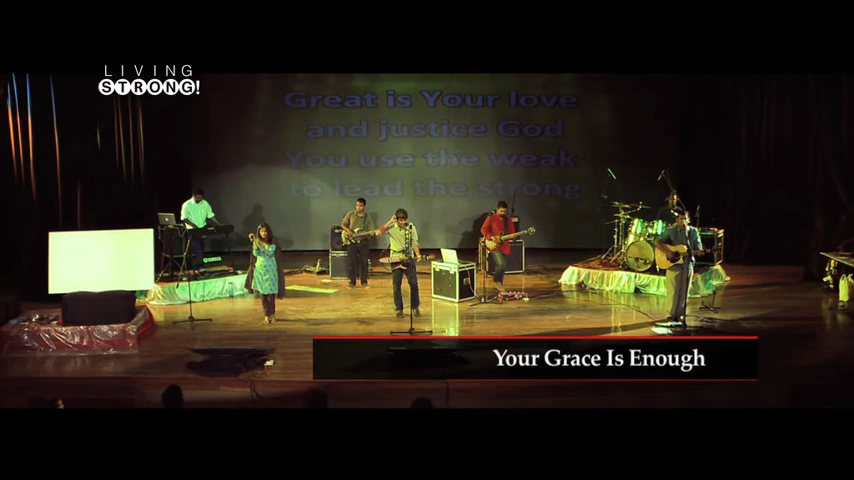 LIVING
STRONG!
Great is Your love
and justice God
You use the weak
to lead the strong
Your Grace Is Enough